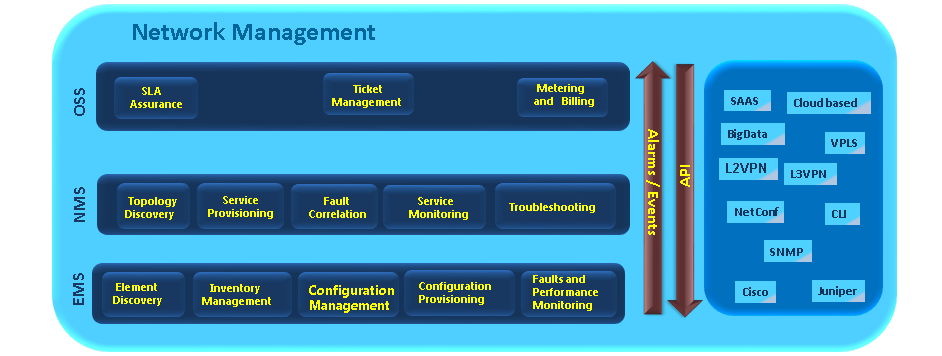 Network Management
OSS
SLA
Assurance
Ticket
Management
Metering
and Billing
NMS
Topology
Discovery
Service
Provisioning
Fault
Correlation
Service
Monitoring
Troubleshooting
EMS
Element
Discovery
Inventory
Management
Configuration
Management
Configuration
Provisioning
Faults and
Performance
Monitoring
Alarms / Events
API
SAAS
Cloud based
BigData
VPLS
L2VPN
L3VPN
NetConf
CLI
SNMP
Cisco
Juniper